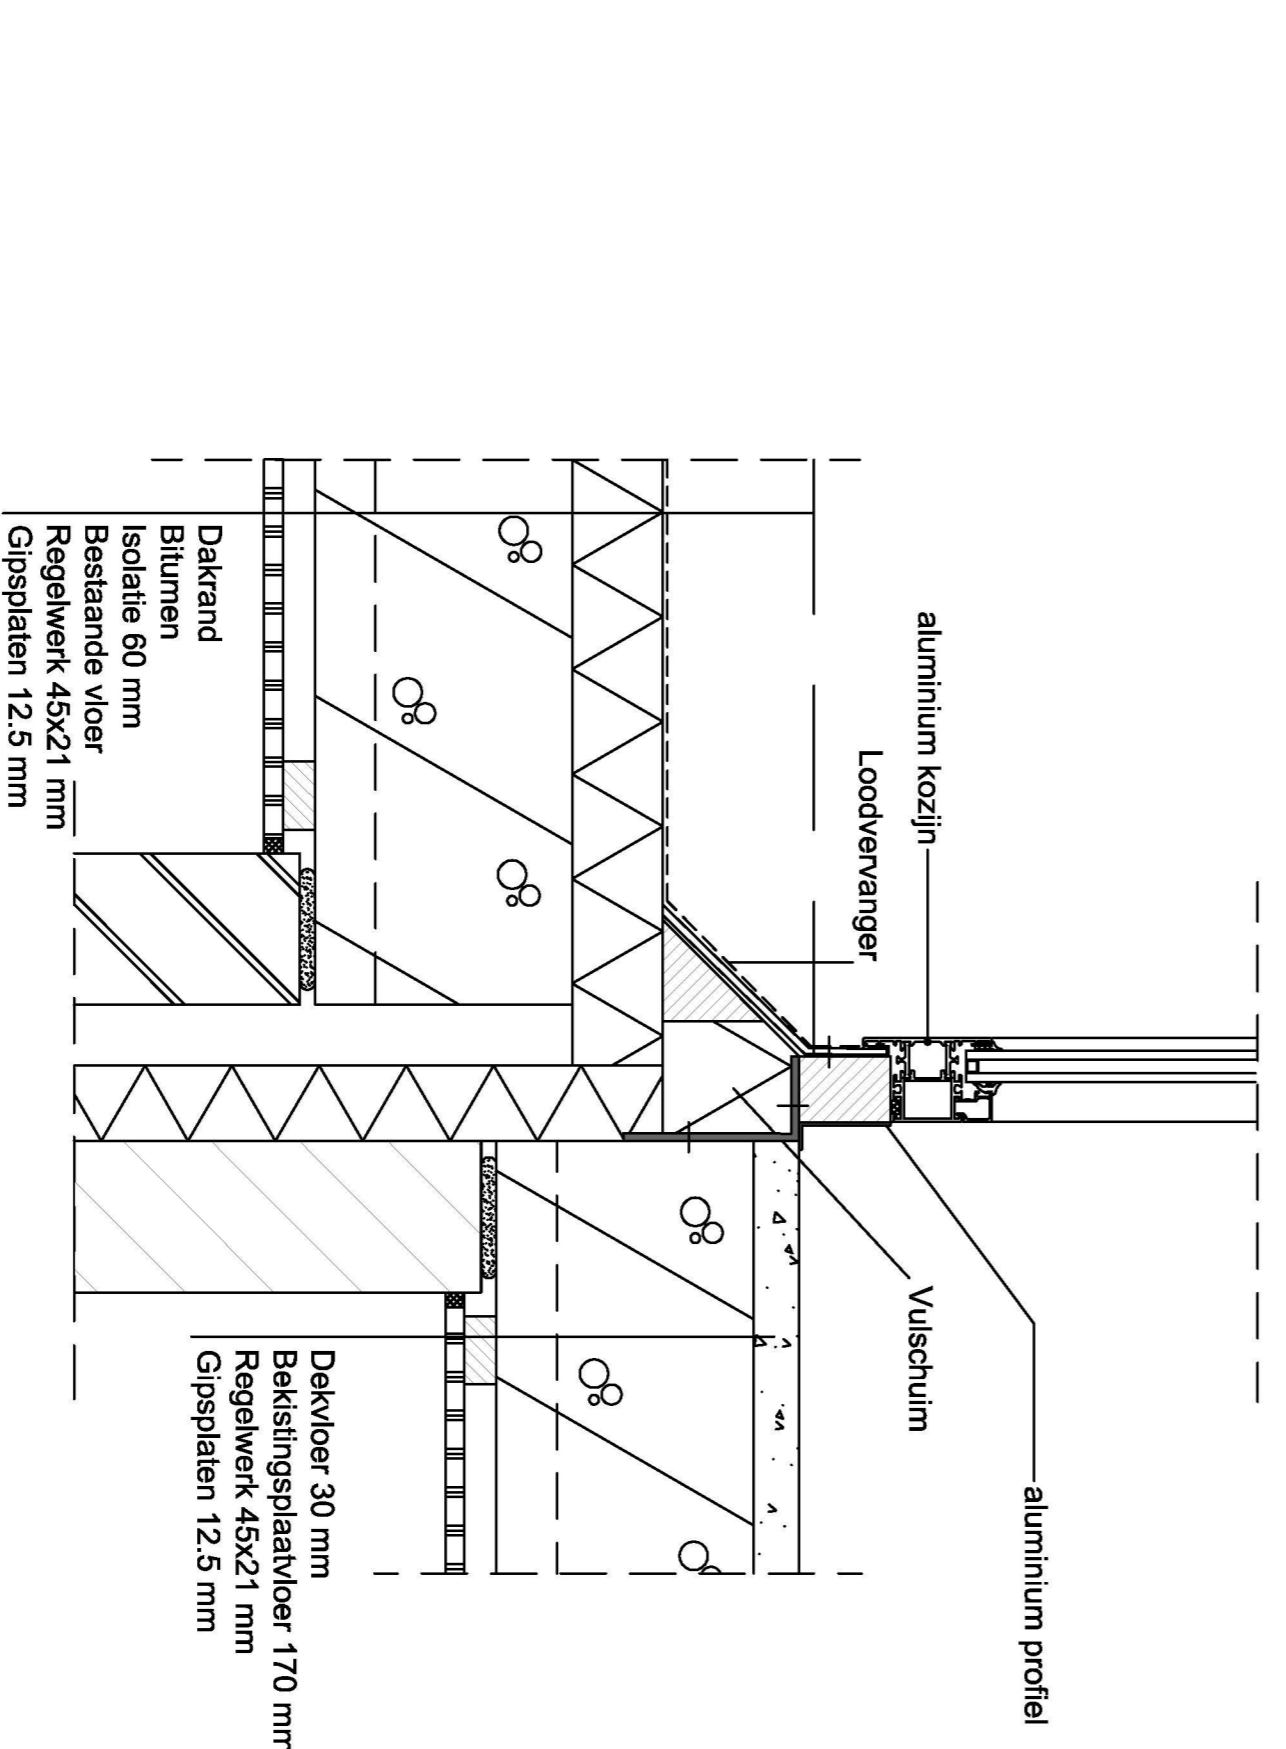 aluminium kozijn
Loodvervanger
Dakrand
Bitumen
Isolatie 60 mm
Bestaande vloer
Regelwerk 45x21 mm
Gipsplaten 12.5 mm
aluminium profiel
Vulschuim
Dekvloer 30 mm
Bekistingsplaatvloer 170 mm
Regelwerk 45x21 mm
Gipsplaten 12.5 mm